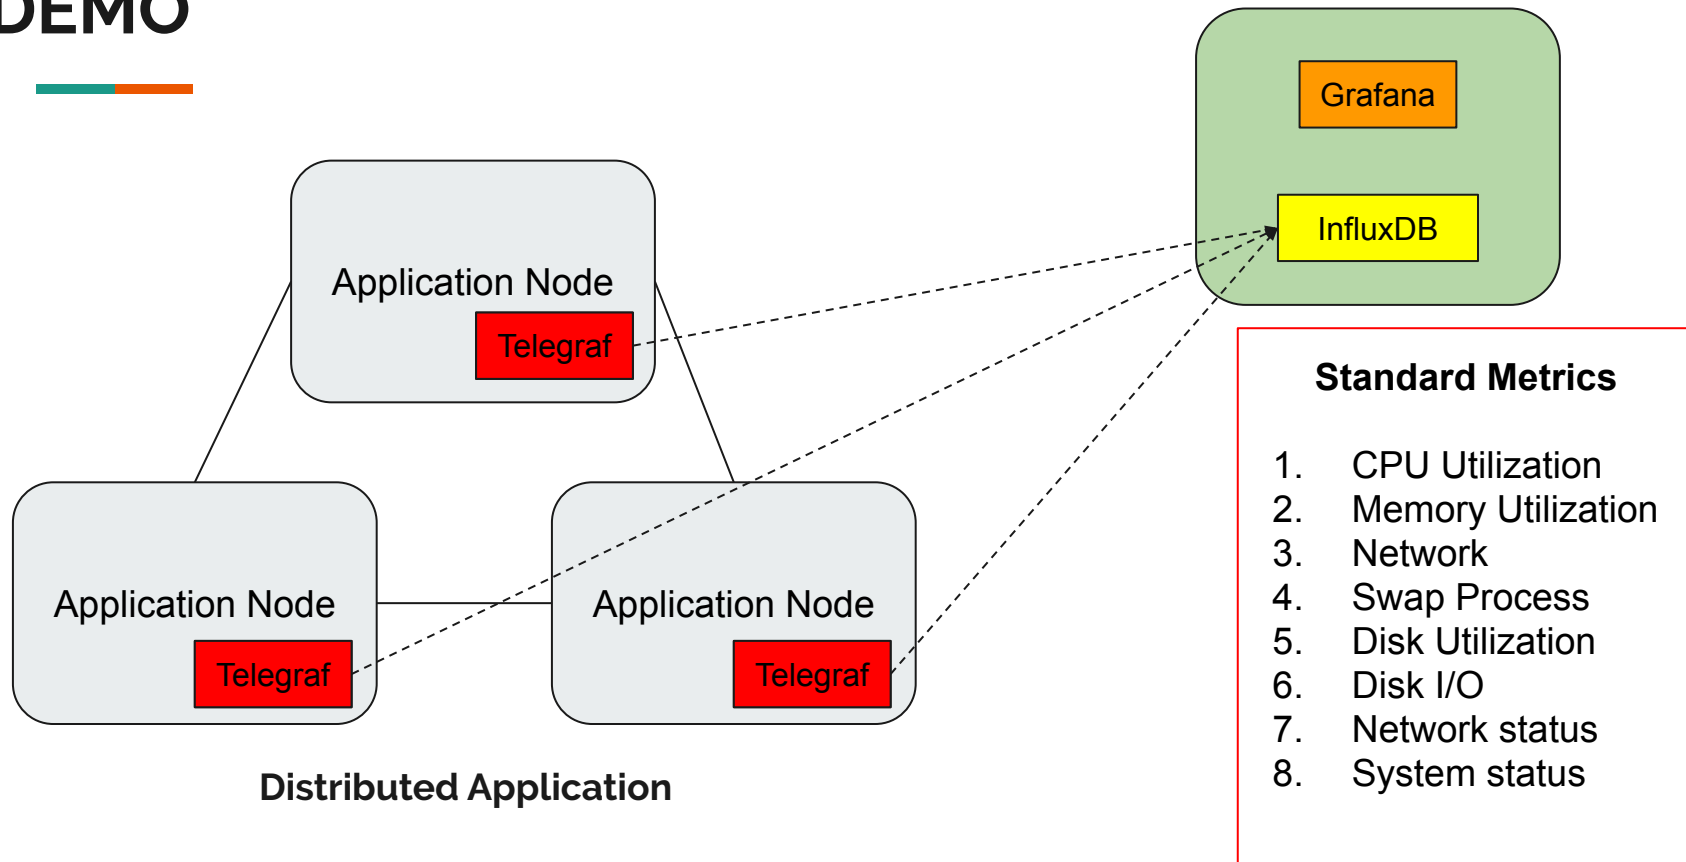 DEMO
Grafana
InfluxDB
Application Node
Telegraf
Application Node
Telegraf
Application Node
Telegraf
Distributed Application
Standard Metrics
1. CPU Utilization
2. Memory Utilization
3. Network
4. Swap Process
5. Disk Utilization
6. Disk I/O
7. Network status
8. System status